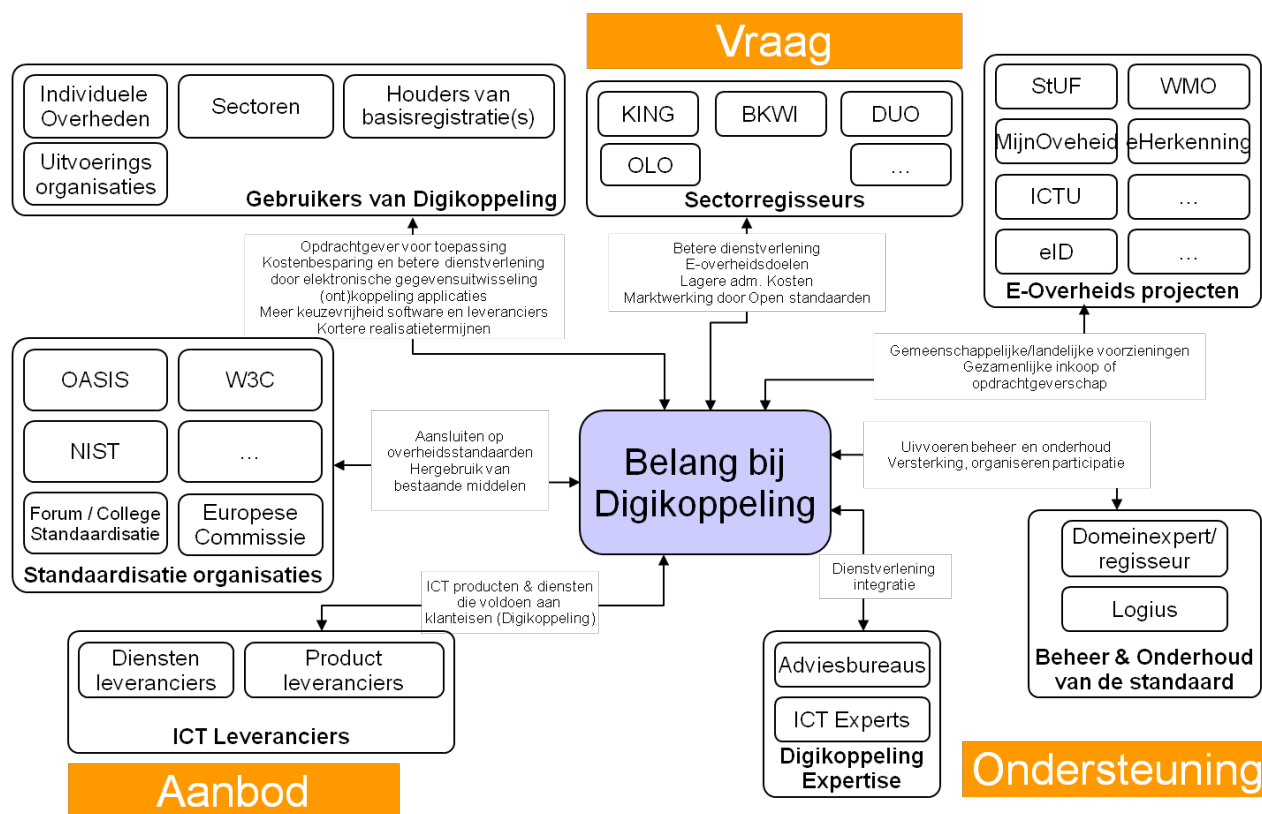 Vraag
Individuele
Overheden
Sectoren
Houders van
basisregistratie(s)
Uitvoerings
organisaties
Gebruikers van Digikoppeling
KING
BKWI
DUO
OLO
...
Sectorregisseurs
StUF
WMO
MijnOveheid
eHerkenning
ICTU
...
eID
...
E-Overheids projecten
Opdrachtgever voor toepassing
Kostenbesparing en betere dienstverlening
door elektronische gegevensuitwisseling
(ont)koppeling applicaties
Meer keuzevrijheid software en leveranciers
Kortere realisatietermijnen
Betere dienstverlening
E-overheidsdoelen
Lagere adm. Kosten
Marktwerking door Open standaarden
Gemeenschappelijke/landelijke voorzieningen
Gezamenlijke inkoop of
opdrachtgeverschap
OASIS
W3C
NIST
...
Forum / College
Standaardisatie
Europese
Commissie
Standaardisatie organisaties
Aansluiten op
overheidsstandaarden
Hergebruik van
bestaande middelen
Belang bij
Digikoppeling
Uivvoeren beheer en onderhoud
Versterking, organiseren participatie
Domeinexpert/
regisseur
Logius
Beheer & Onderhoud
van de standaard
ICT producten & diensten
die voldoen aan
klanteisen (Digikoppeling)
Dienstverlening
integratie
Diensten
leveranciers
Product
leveranciers
ICT Leveranciers
Adviesbureaus
ICT Experts
Digikoppeling
Expertise
Aanbod
Ondersteuning